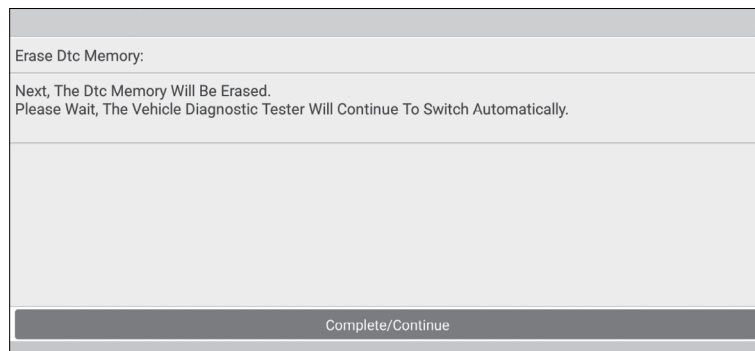 Erase Dtc Memory:
Next, The Dtc Memory Will Be Erased.
Please Wait, The Vehicle Diagnostic Tester Will Continue To Switch Automatically.
Complete/Continue